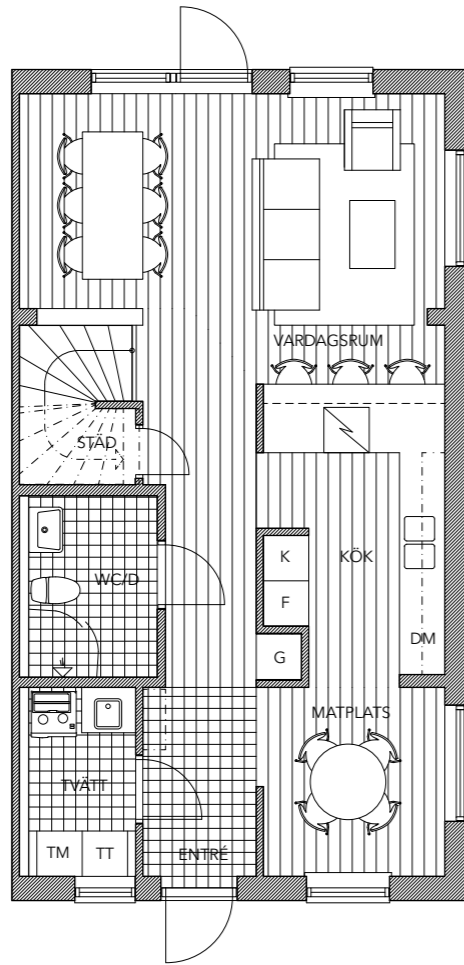 VARDAGSRUM
STÄD
K
KÖK
WC/D
F
DM
G
MATPLATS
TVÄTT
TM
TT
ENTRÉ